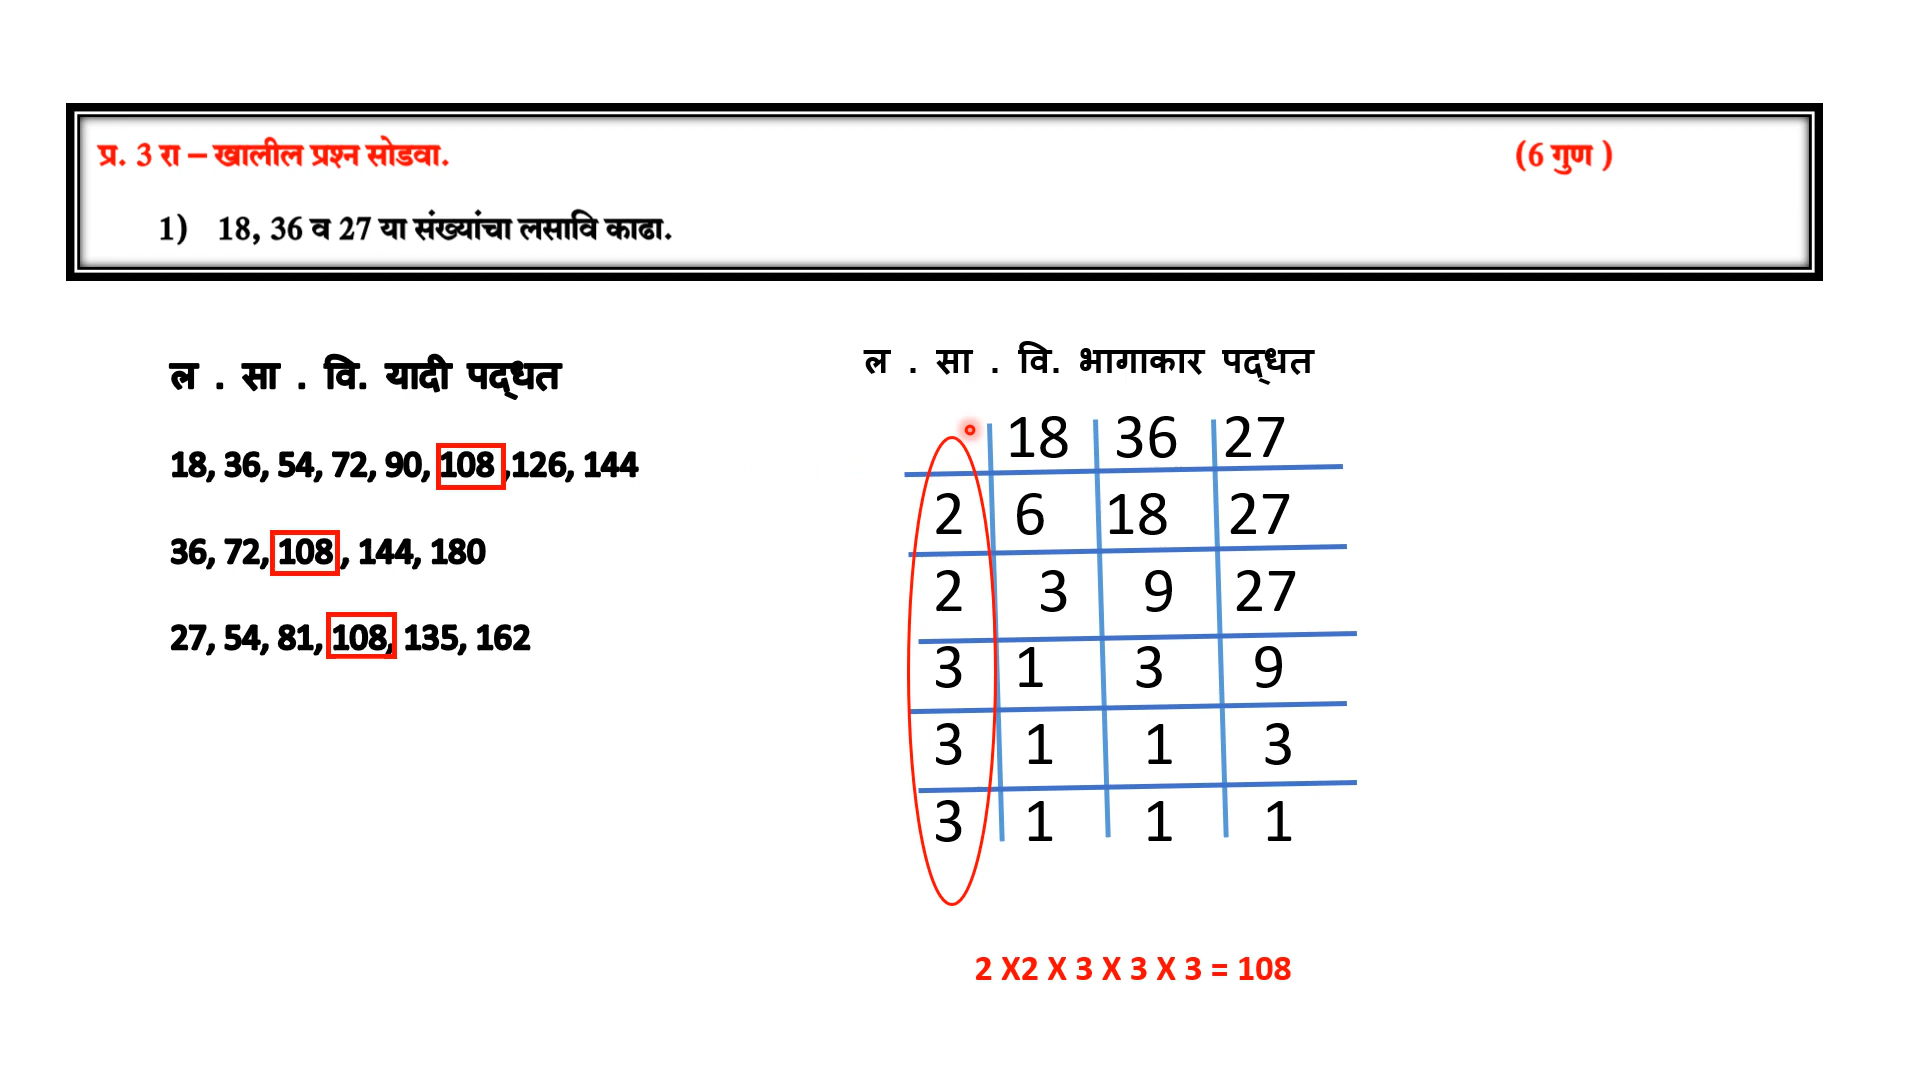 प्र. 3 रा – खालील प्रश्न सोडवा. (6 गुण )
1) 18, 36 व 27 या संख्यांचा लसावि काढा.
ल . सा . वि. यादी पद्धत
18, 36, 54, 72, 90, 108 ,126, 144
36, 72, 108 , 144, 180
27, 54, 81, 108, 135, 162
ल . सा . वि. भागाकार पद्धत
18 36 27
2 6 18 27
2 3 9 27
3 1 3 9
3 1 1 3
3 1 1 1
2 X2 X 3 X 3 X 3 = 108